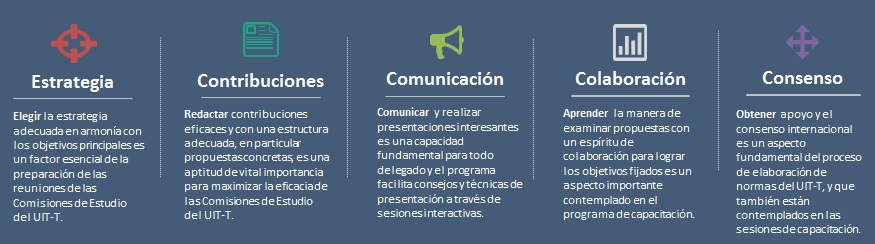 Estrategia
Elegir la estrategia
adecuada en armonía con
los objetivos principales es
un factor esencial de la
preparación de las
reuniones de las
Comisiones de Estudio
del UIT-T.
Contribuciones
Redactar contribuciones
eficaces y con una estructura
adecuada, en particular
propuestas concretas, es una
aptitud de vital importancia
para maximizar la eficacia de
las Comisiones de Estudio
del UIT-T.
Comunicación
Comunicar y realizar
presentaciones interesantes
es una capacidad
fundamental para todo
delegado y el programa
facilita consejos y técnicas de
presentación a través de
sesiones interactivas.
Colaboración
Aprender la manera de
examinar propuestas con
un espíritu de
colaboración para lograr
los objetivos fijados es un
aspecto importante
contemplado en el
programa de capacitación.
Consenso
Obtener apoyo y el
consenso internacional
es un aspecto
fundamental del proceso
de elaboración de
normas del UIT-T, y que
también están
contemplados en las
sesiones de capacitación.